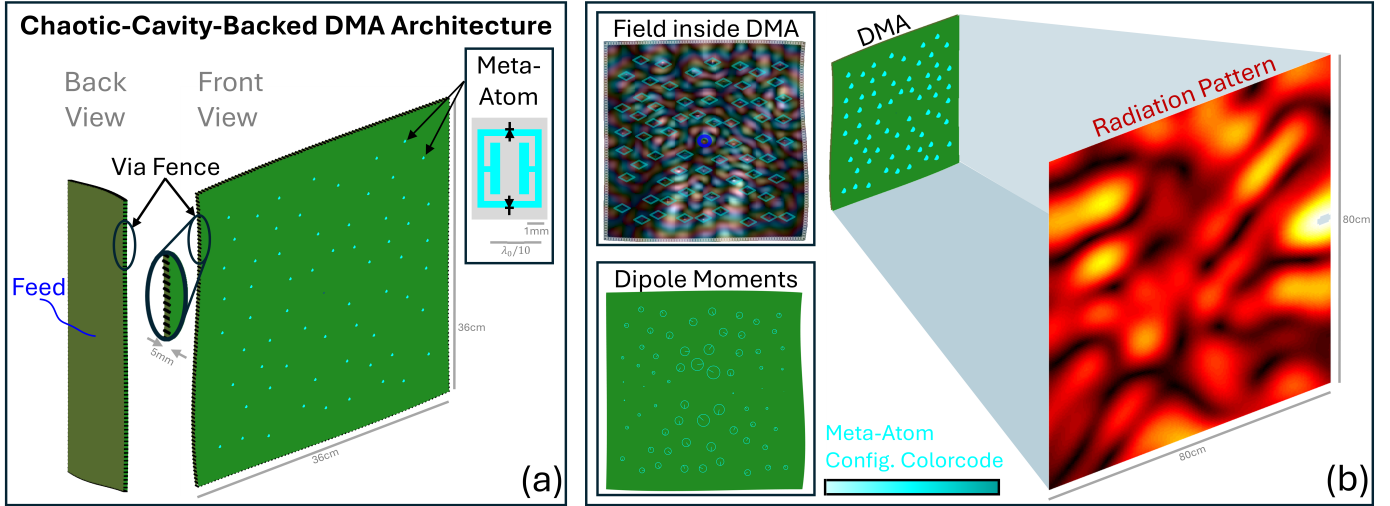 Chaotic-Cavity-Backed DMA Architecture
Back
View
Front
View
Meta-
Atom
Via Fence
1mm
λ₀/10
Feed
5mm
36cm
36cm
(a)
Field inside DMA
DMA
Radiation Pattern
80cm
Dipole Moments
Meta-Atom
Config. Colorcode
80cm
(b)